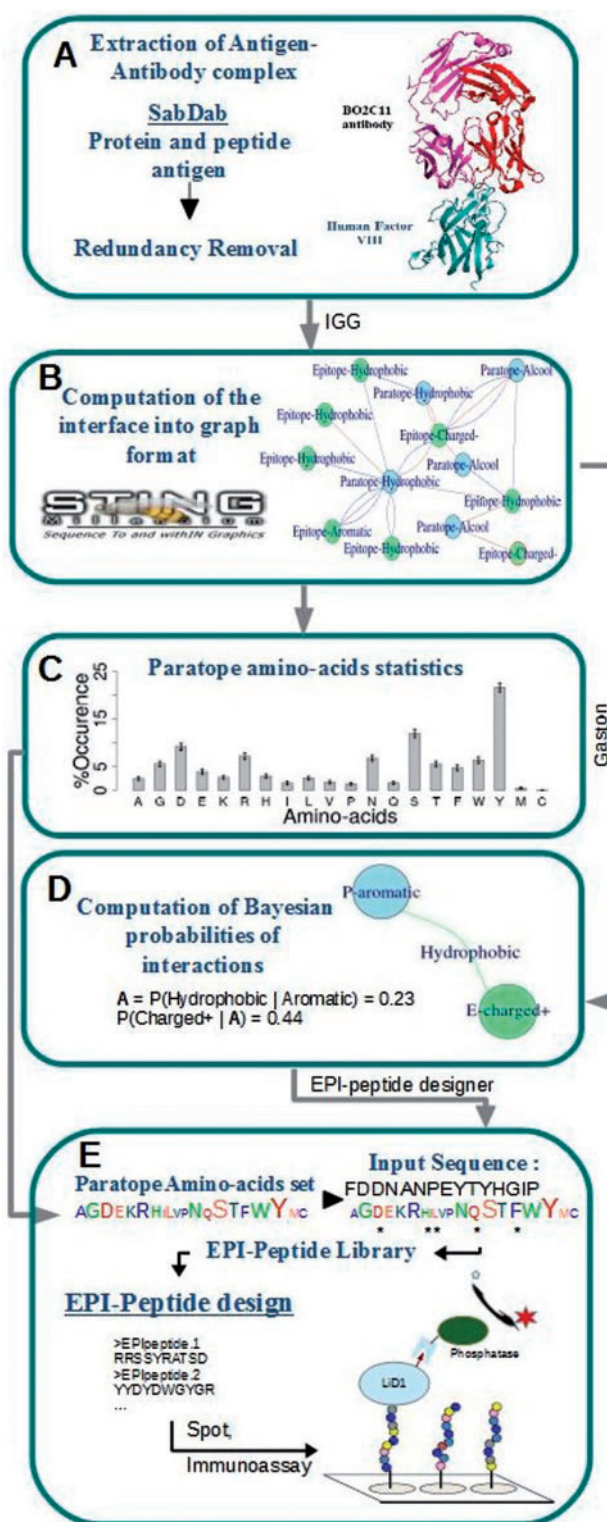 A
Extraction of Antigen-
Antibody complex
SabDab
Protein and peptide
antigen
Redundancy Removal
BO2C11
antibody
Human Factor
VIII
IGG
B
Computation of the
interface into graph
format
STING
Millennium
Sequence To and withIN Graphics
Epitope-Hydrophobic
Paratope-Alcool
Paratope-Hydrophobic
Epitope-Hydrophobic
Epitope-Charged-
Epitope-Hydrophobic
Paratope-Alcool
Paratope-Hydrophobic
Epitope-Hydrophobic
Paratope-Alcool
Epitope-Aromatic
Epitope-Hydrophobic
Epitope-Charged-
Gaston
C
Paratope amino-acids statistics
%Occurence
25
15
5
0
A G D E K R H I L V P N Q S T F W Y M C
Amino-acids
D
Computation of Bayesian
probabilities of
interactions
A = P(Hydrophobic | Aromatic) = 0.23
P(Charged+ | A) = 0.44
P-aromatic
Hydrophobic
E-charged+
EPI-peptide designer
E
Paratope Amino-acids set
AGDEKRHILVPNQSTFWYMC
Input Sequence :
FDDNANPEYTYHGIP
AGDEKRHILVPNQSTFWYMC
* ** * *
EPI-Peptide Library
EPI-Peptide design
>EPIpeptide.1
RRSSYRATSD
>EPIpeptide.2
YYDYDWGYGR
...
Spot,
Immunoassay
LiD1
Phosphatase